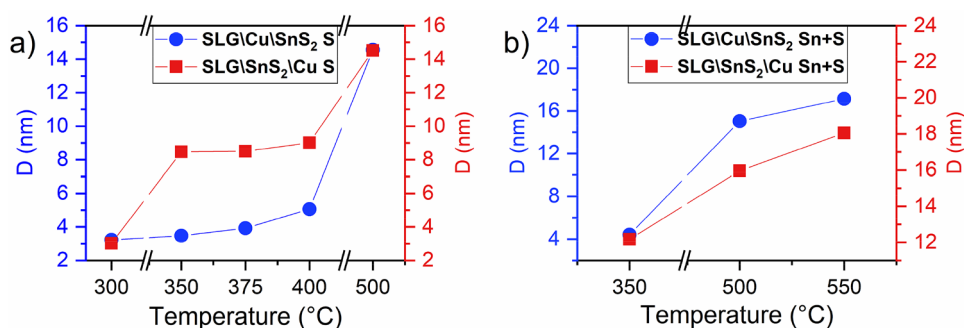 a)
SLG\Cu\SnS₂ S
SLG\SnS₂\Cu S
D (nm)
16
14
12
10
8
6
4
2
D (nm)
16
14
12
10
8
6
4
2
300 350 375 400 500
Temperature (°C)
b)
SLG\Cu\SnS₂ Sn+S
SLG\SnS₂\Cu Sn+S
D (nm)
24
20
16
12
8
4
D (nm)
24
22
20
18
16
14
12
350 500 550
Temperature (°C)